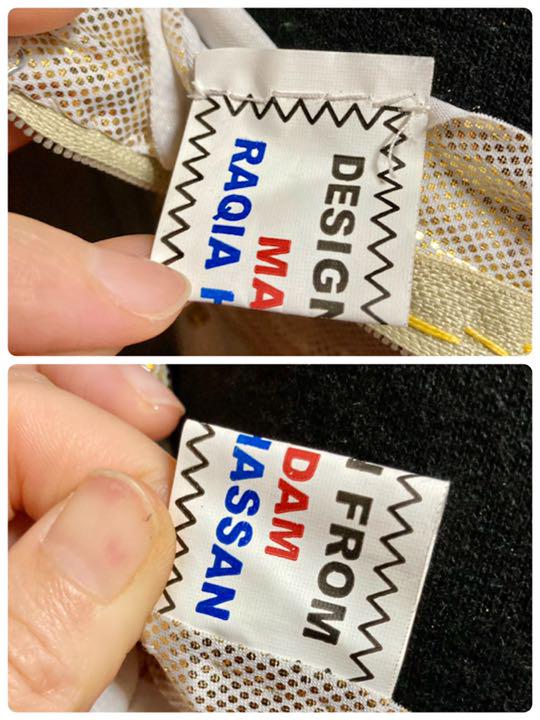 DESIGN
MA
RAQIA H
N FROM
DAM
HASSAN